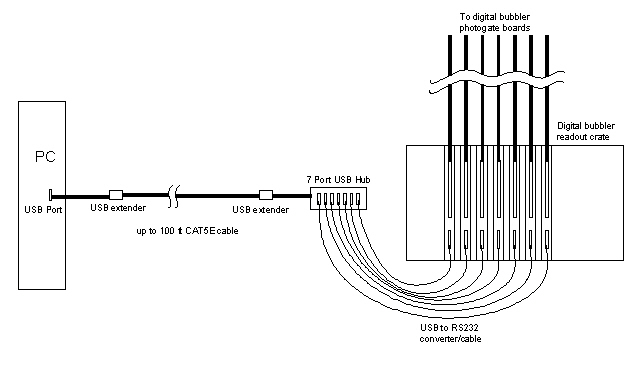 To digital bubbler
photogate boards
Digital bubbler
readout crate
PC
7 Port USB Hub
USB Port
USB extender
USB extender
up to 100 ft CAT5E cable
USB to RS232
converter/cable